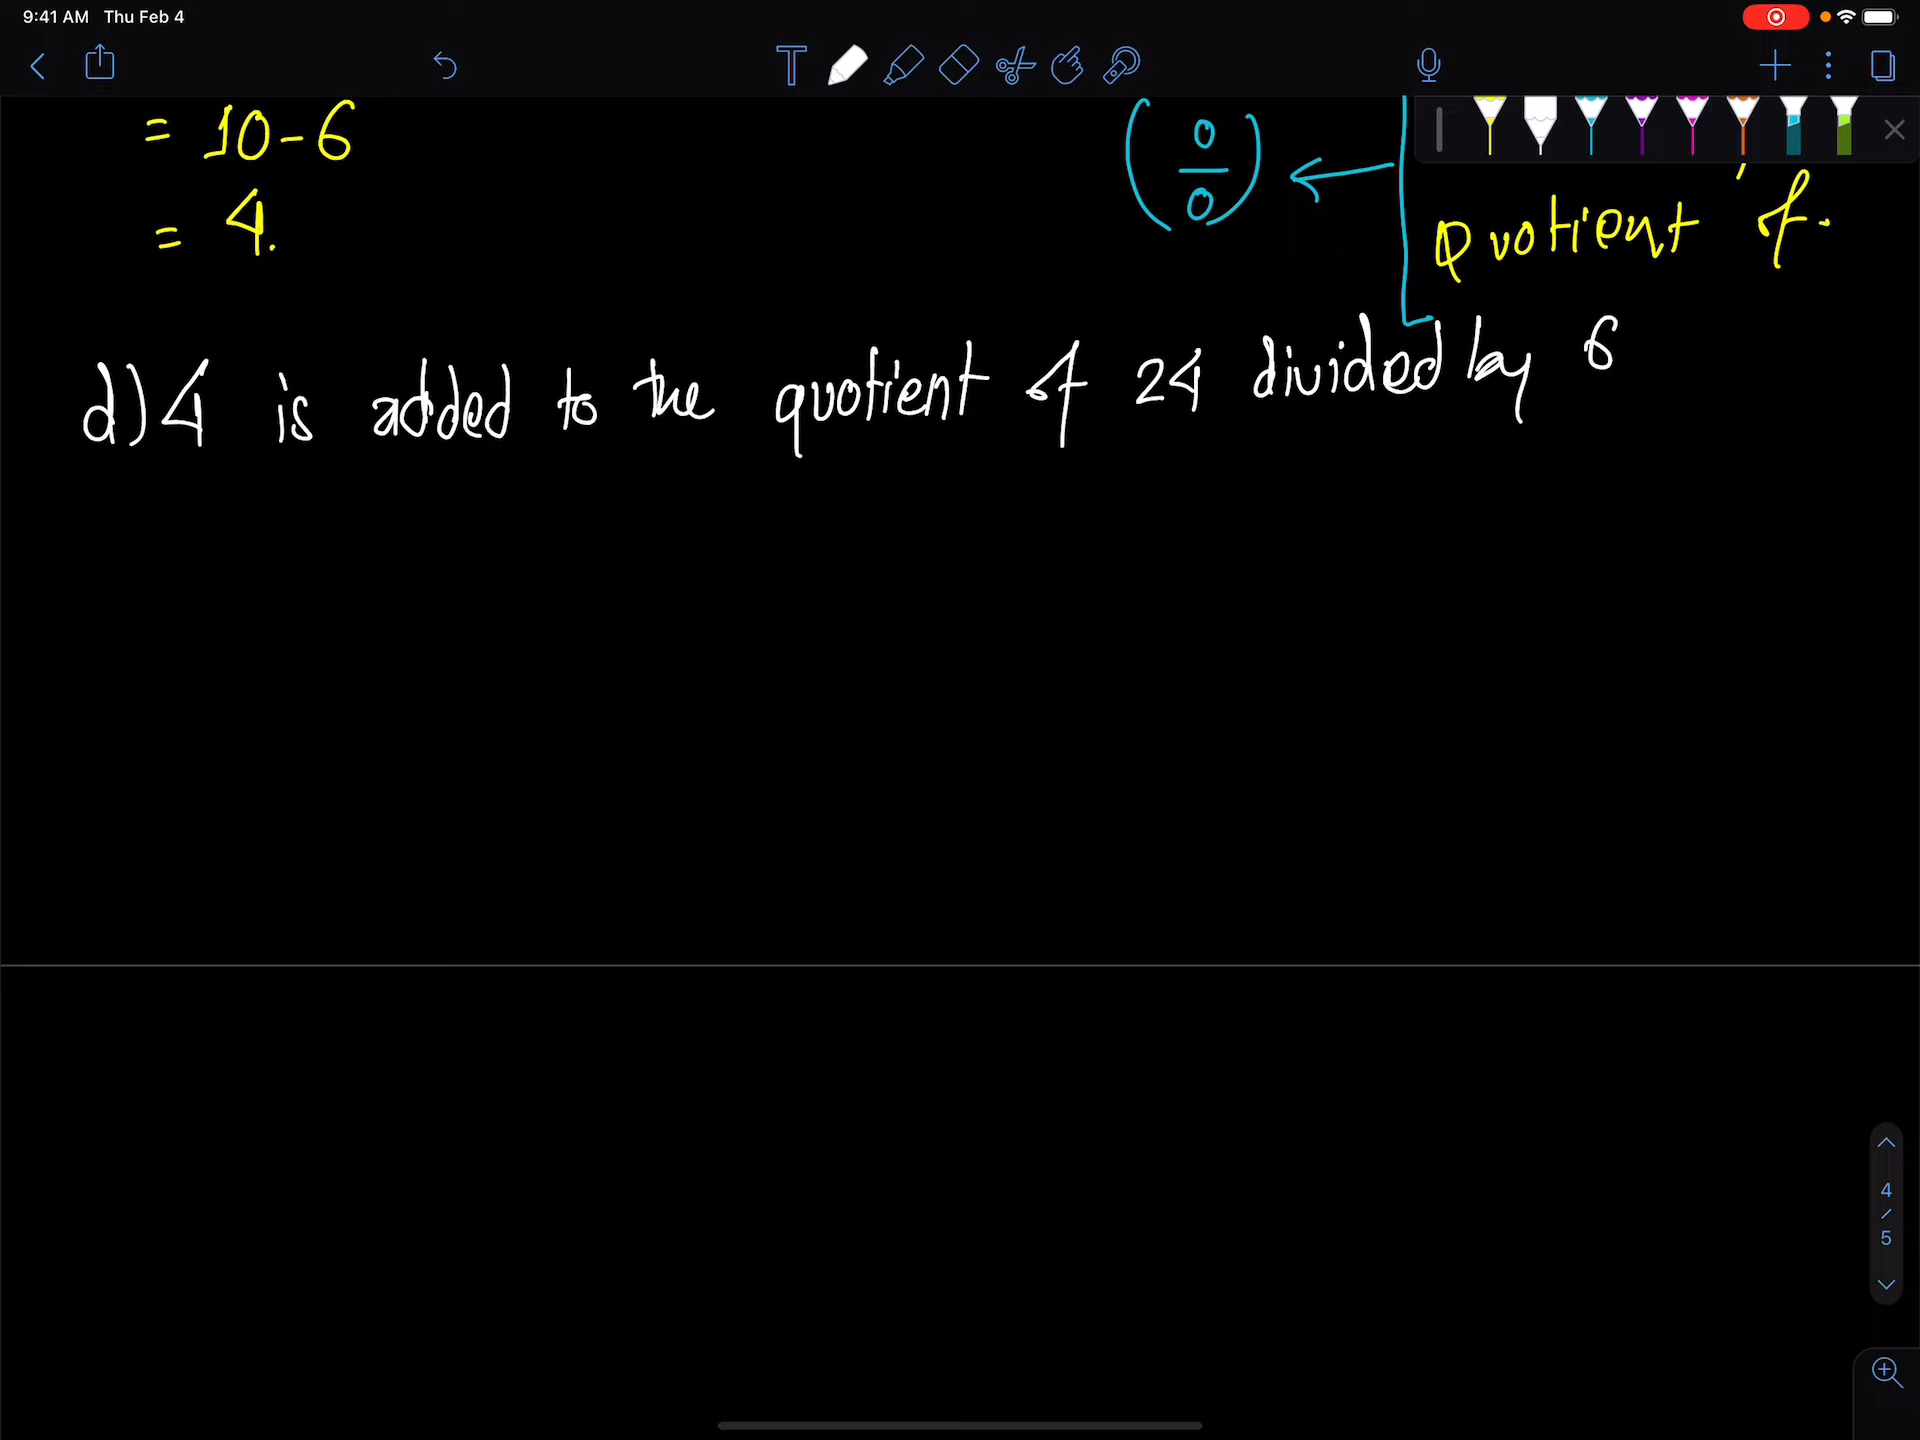 9:41 AM Thu Feb 4
= 10-6
= 4.
( 0 / 0 )
Quotient of.
d) 4 is added to the quotient of 24 divided by 6
4
/
5